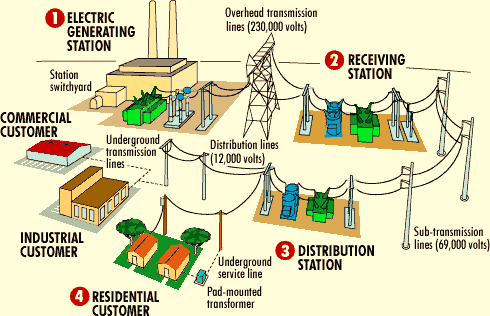 1 ELECTRIC
GENERATING
STATION
Overhead transmission
lines (230,000 volts)
2 RECEIVING
STATION
Station
switchyard
COMMERCIAL
CUSTOMER
Underground
transmission
lines
Distribution lines
(12,000 volts)
INDUSTRIAL
CUSTOMER
Sub-transmission
lines (69,000 volts)
3 DISTRIBUTION
STATION
Underground
service line
Pad-mounted
transformer
4 RESIDENTIAL
CUSTOMER